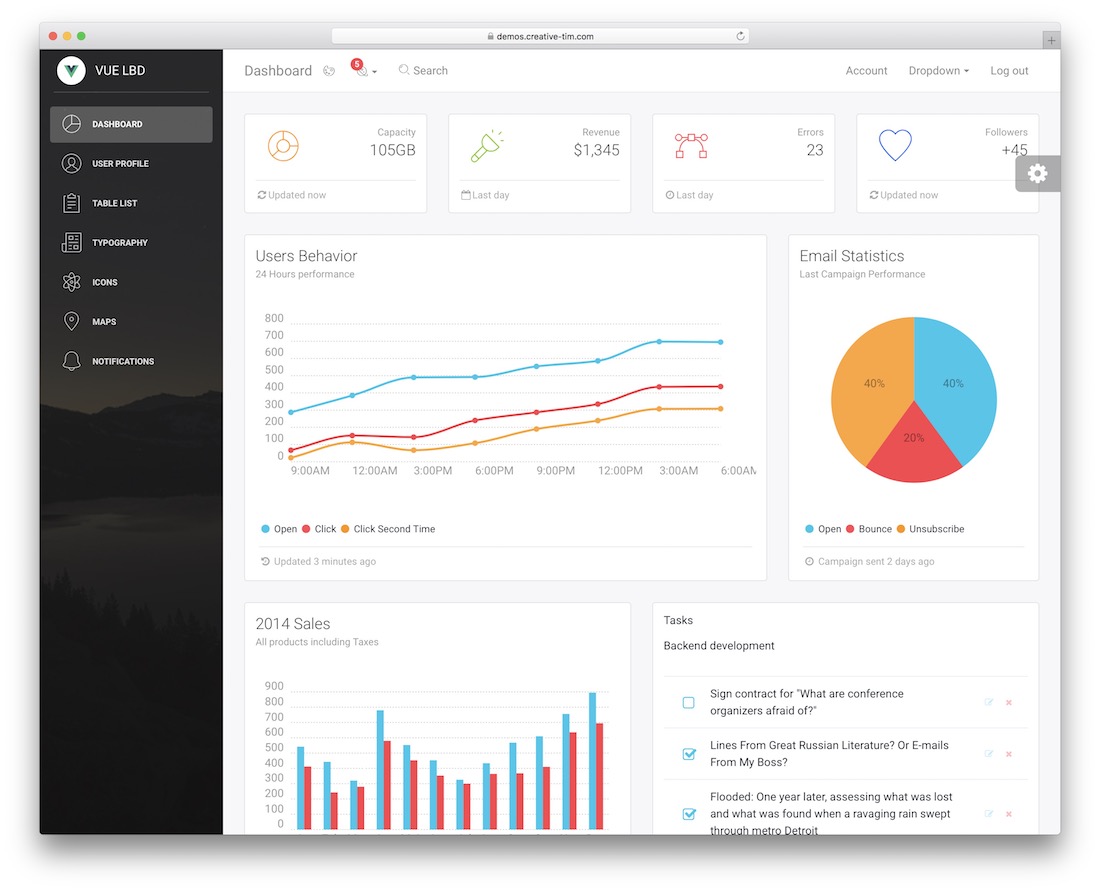 demos.creative-tim.com
VUE LBD
DASHBOARD
USER PROFILE
TABLE LIST
TYPOGRAPHY
ICONS
MAPS
NOTIFICATIONS
Dashboard 5 Search Account Dropdown Log out
Capacity
105GB
Updated now
Revenue
$1,345
Last day
Errors
23
Last day
Followers
+45
Updated now
Users Behavior
24 Hours performance
800
700
600
500
400
300
200
100
0
9:00AM 12:00AM 3:00PM 6:00PM 9:00PM 12:00PM 3:00AM 6:00AM
Open Click Click Second Time
Updated 3 minutes ago
Email Statistics
Last Campaign Performance
40% 40%
20%
Open Bounce Unsubscribe
Campaign sent 2 days ago
2014 Sales
All products including Taxes
900
800
700
600
500
400
300
200
100
0
Tasks
Backend development
Sign contract for "What are conference
organizers afraid of?"
Lines From Great Russian Literature? Or E-mails
From My Boss?
Flooded: One year later, assessing what was lost
and what was found when a ravaging rain swept
through metro Detroit